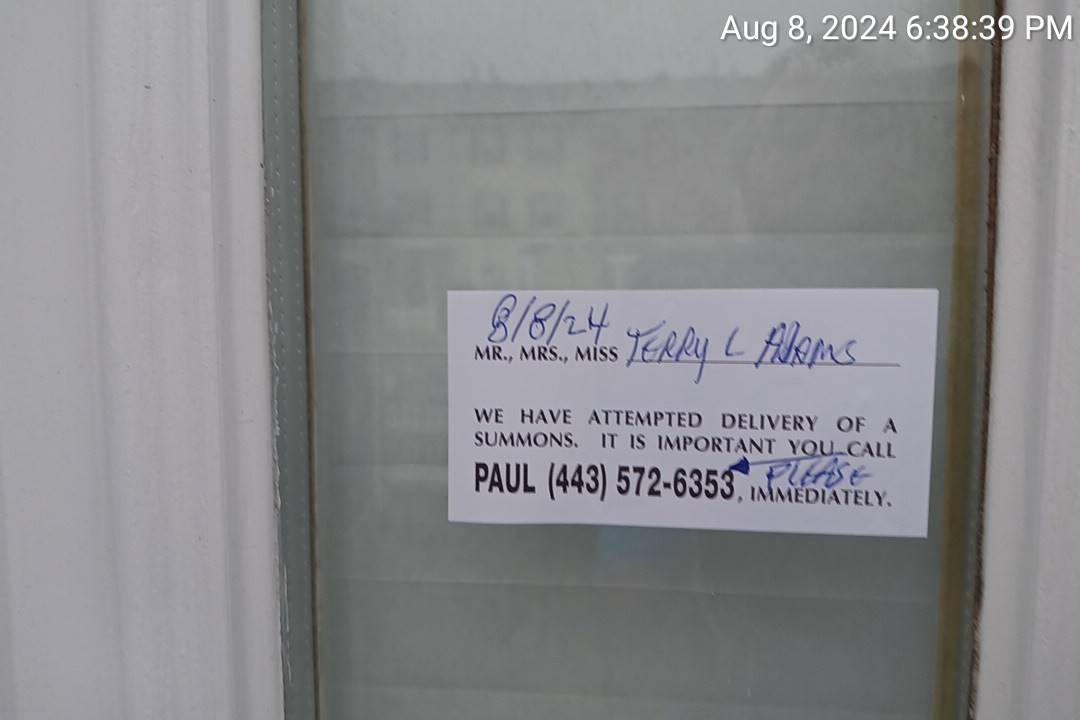 Aug 8, 2024 6:38:39 PM
8/8/24
MR., MRS., MISS TERRY L ADAMS
WE HAVE ATTEMPTED DELIVERY OF A
SUMMONS. IT IS IMPORTANT YOU CALL
PLEASE
PAUL (443) 572-6353, IMMEDIATELY.